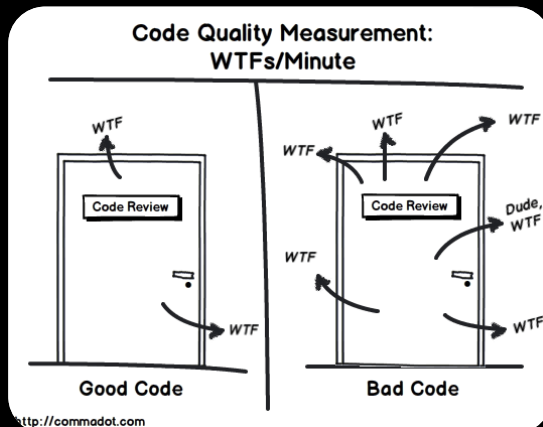 Code Quality Measurement:
WTFs/Minute
WTF
Code Review
WTF
Good Code
WTF
WTF
WTF
Code Review
Dude,
WTF
WTF
WTF
Bad Code
http://commadot.com